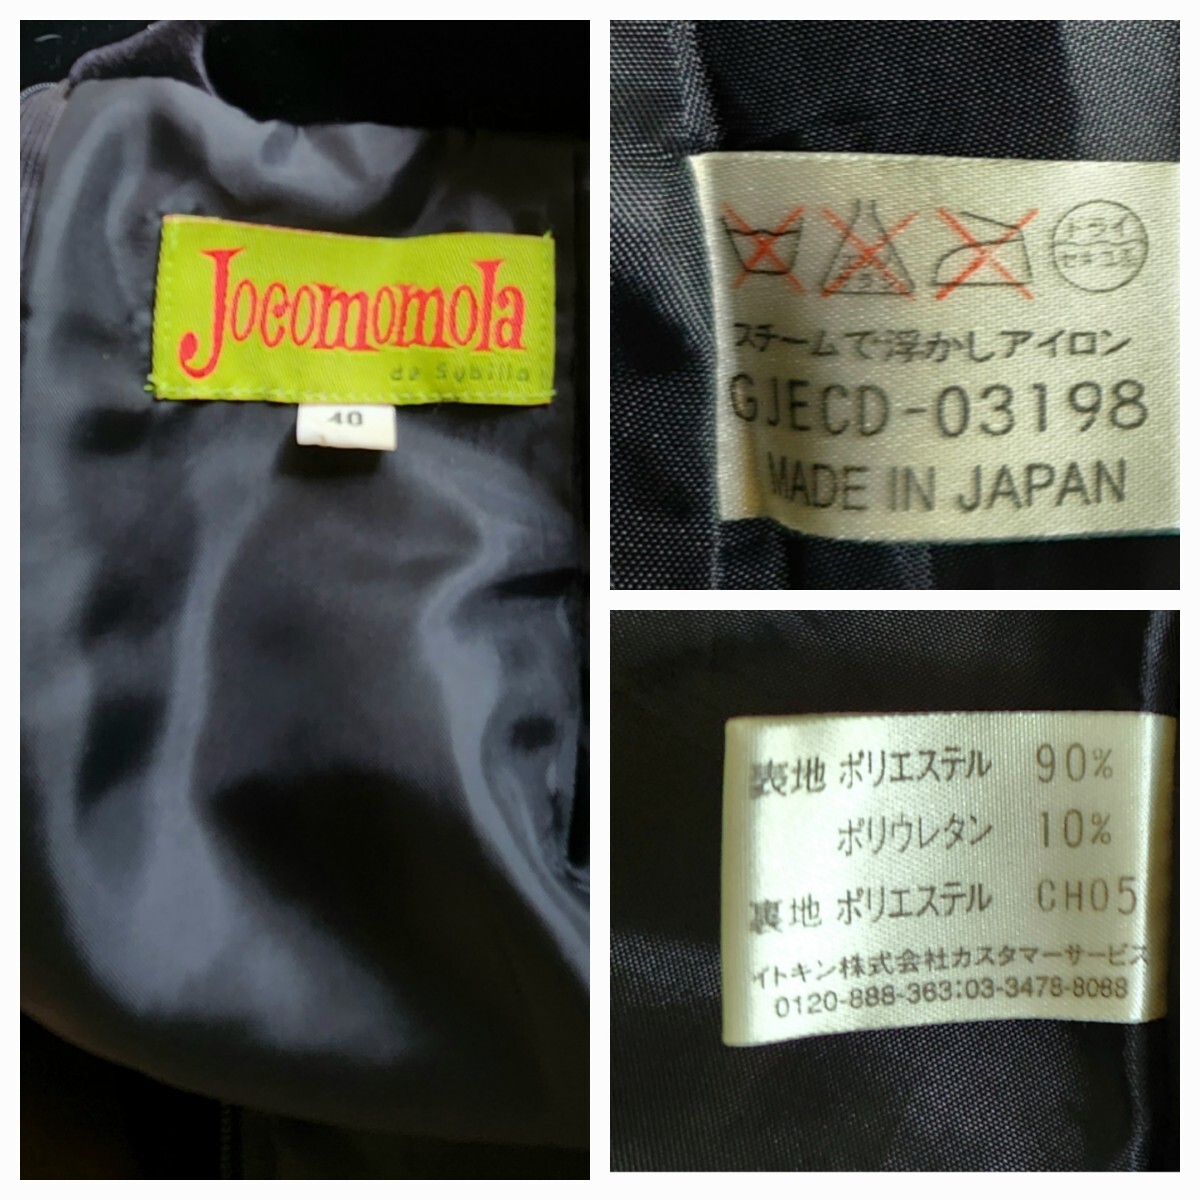 Jocomomola
de Sybilla
40
ドライ
セキユ系
スチームで浮かしアイロン
GJECD-03198
MADE IN JAPAN
表地 ポリエステル 90%
ポリウレタン 10%
裏地 ポリエステル CH05
イトキン株式会社カスタマーサービス
0120-888-363:03-3478-8088